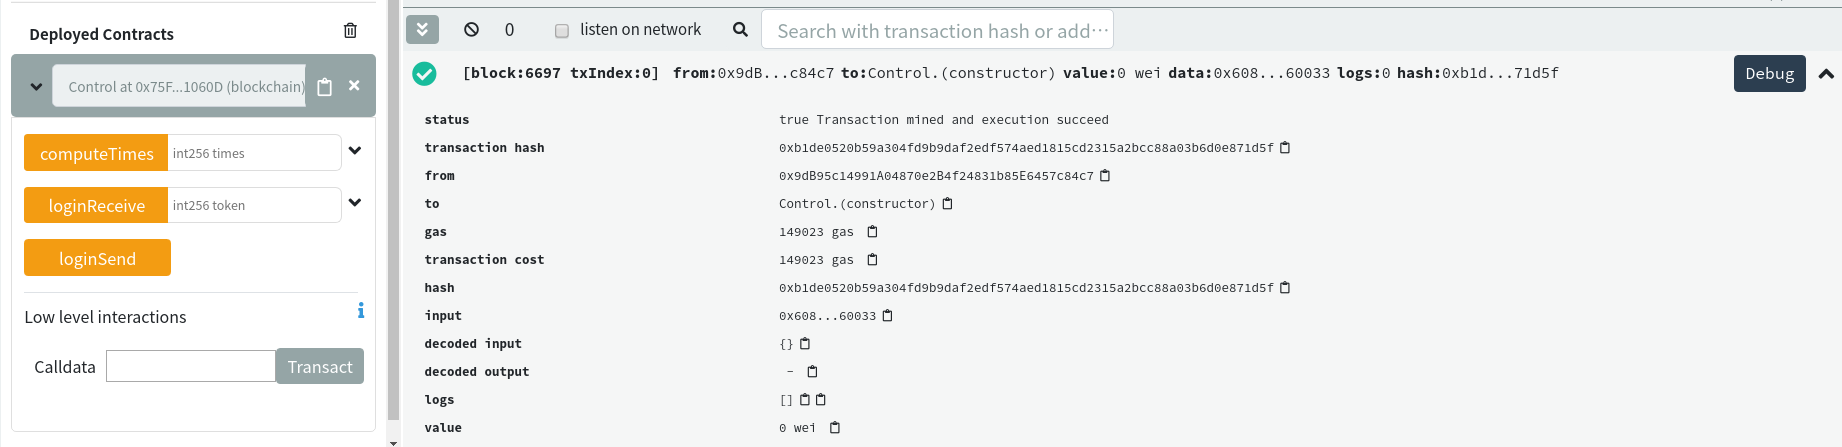 Deployed Contracts
Control at 0x75F...1060D (blockchain)
computeTimes int256 times
loginReceive int256 token
loginSend
Low level interactions
i
Calldata Transact
0 listen on network Search with transaction hash or add···
[block:6697 txIndex:0] from:0x9dB...c84c7 to:Control.(constructor) value:0 wei data:0x608...60033 logs:0 hash:0xb1d...71d5f Debug
status true Transaction mined and execution succeed
transaction hash 0xb1de0520b59a304fd9b9daf2edf574aed1815cd2315a2bcc88a03b6d0e871d5f
from 0x9dB95c14991A04870e2B4f24831b85E6457c84c7
to Control.(constructor)
gas 149023 gas
transaction cost 149023 gas
hash 0xb1de0520b59a304fd9b9daf2edf574aed1815cd2315a2bcc88a03b6d0e871d5f
input 0x608...60033
decoded input {}
decoded output -
logs []
value 0 wei